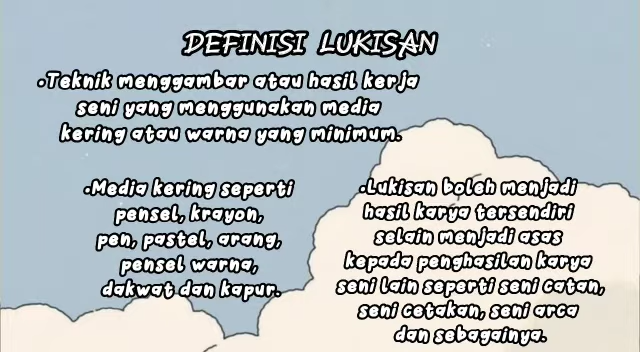 DEFINISI LUKISAN
•Teknik menggambar atau hasil kerja
seni yang menggunakan media
kering atau warna yang minimum.
•Media kering seperti
pensel, krayon,
pen, pastel, arang,
pensel warna,
dakwat dan kapur.
•Lukisan boleh menjadi
hasil karya tersendiri
selain menjadi asas
kepada penghasilan karya
seni lain seperti seni catan,
seni cetakan, seni arca
dan sebagainya.